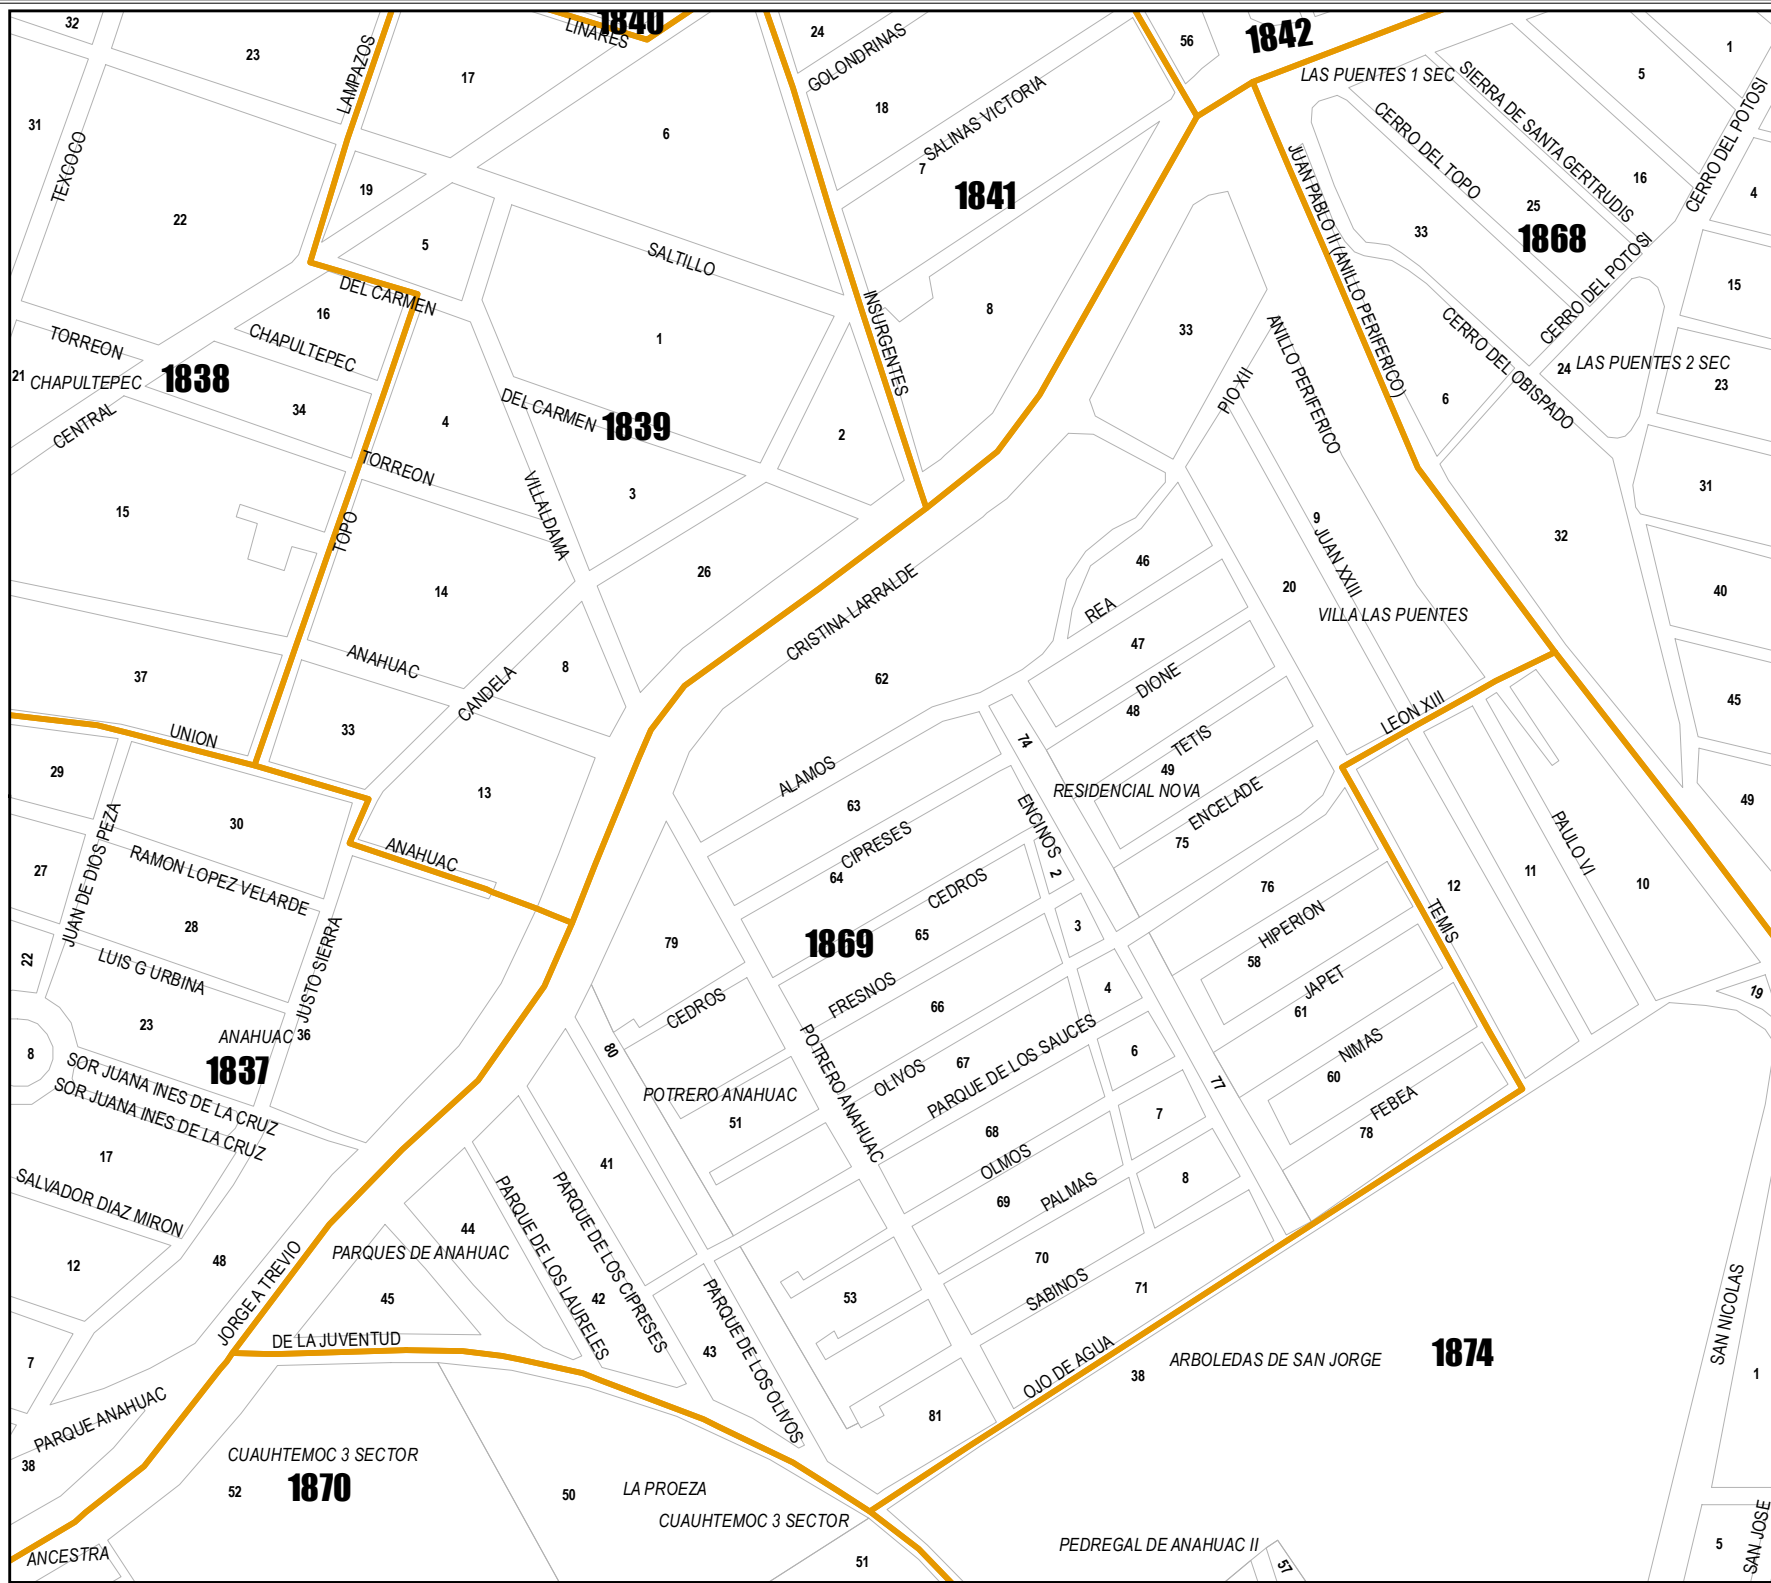 32
23
LAMPAZOS
17
LINARES
1840
24
GOLONDRINAS
18
SALINAS VICTORIA
7
1841
56
1842
LAS PUENTES 1 SEC
SIERRA DE SANTA GERTRUDIS
5
1
CERRO DEL POTOSI
31
TEXCOCO
22
19
6
5
SALTILLO
DEL CARMEN
16
CHAPULTEPEC
TORREON
21
CHAPULTEPEC
1838
34
CENTRAL
1
DEL CARMEN
1839
4
TORREON
3
2
INSURGENTES
8
33
PIO XII
ANILLO PERIFERICO
JUAN PABLO II (ANILLO PERIFERICO)
CERRO DEL TOPO
25
16
1868
33
4
15
CERRO DEL POTOSI
CERRO DEL OBISPADO
24
LAS PUENTES 2 SEC
23
6
31
32
40
45
49
15
TOPO
VILLALDAMA
14
26
CRISTINA LARRALDE
9
JUAN XXIII
20
VILLA LAS PUENTES
46
REA
47
DIONE
48
TETIS
49
RESIDENCIAL NOVA
ENCELADE
75
LEON XIII
37
ANAHUAC
CANDELA
8
62
UNION
33
13
29
30
JUAN DE DIOS PEZA
RAMON LOPEZ VELARDE
ANAHUAC
27
28
22
LUIS G URBINA
JUSTO SIERRA
23
ANAHUAC
36
1837
8
SOR JUANA INES DE LA CRUZ
SOR JUANA INES DE LA CRUZ
17
SALVADOR DIAZ MIRON
12
48
7
JORGE A TREVIO
PARQUE ANAHUAC
38
ALAMOS
63
CIPRESES
64
74
ENCINOS
2
CEDROS
65
1869
3
FRESNOS
66
4
79
CEDROS
80
POTRERO ANAHUAC
POTRERO ANAHUAC
51
OLIVOS
67
PARQUE DE LOS SAUCES
6
68
OLMOS
7
69
PALMAS
8
70
SABINOS
71
76
HIPERION
58
JAPET
61
NIMAS
60
FEBEA
78
77
TEMIS
12
11
PAULO VI
10
19
41
PARQUE DE LOS CIPRESES
PARQUE DE LOS LAURELES
44
PARQUES DE ANAHUAC
45
42
DE LA JUVENTUD
43
PARQUE DE LOS OLIVOS
53
81
OJO DE AGUA
38
ARBOLEDAS DE SAN JORGE
1874
SAN NICOLAS
1
CUAUHTEMOC 3 SECTOR
52
1870
50
LA PROEZA
CUAUHTEMOC 3 SECTOR
51
ANCESTRA
PEDREGAL DE ANAHUAC II
57
5
SAN JOSE